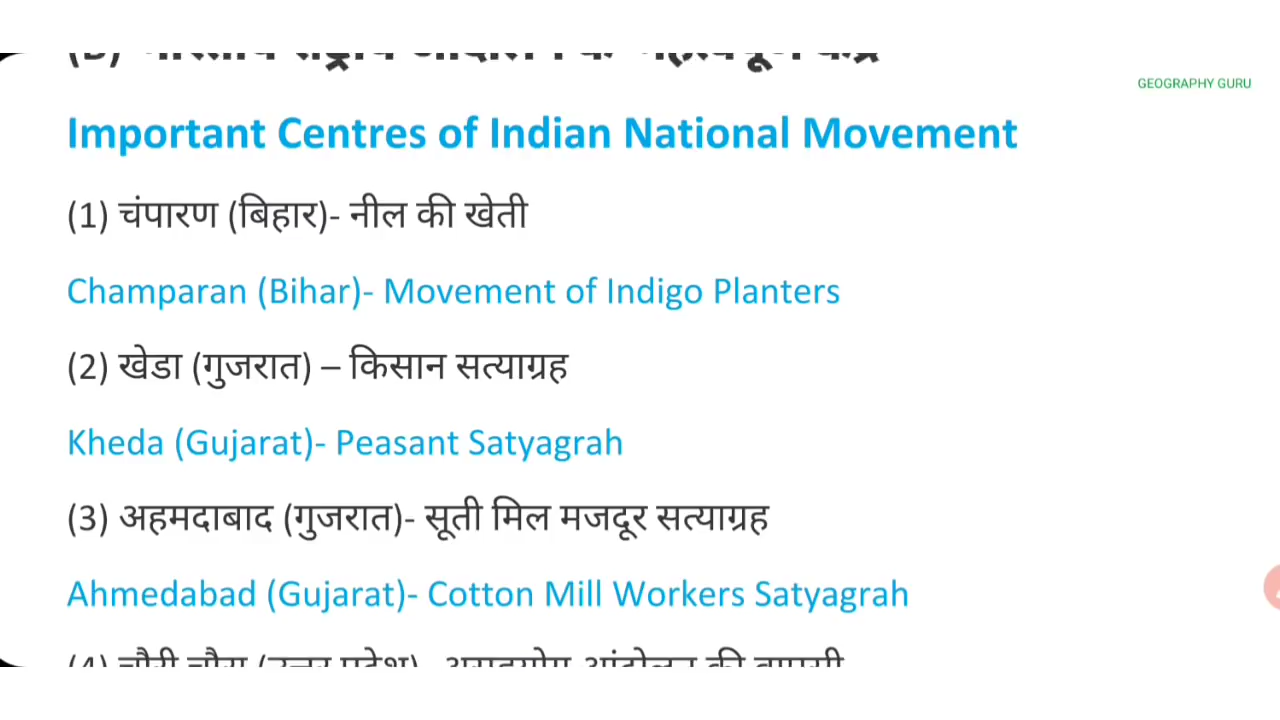 GEOGRAPHY GURU
Important Centres of Indian National Movement
(1) चंपारण (बिहार)- नील की खेती
Champaran (Bihar)- Movement of Indigo Planters
(2) खेडा (गुजरात) – किसान सत्याग्रह
Kheda (Gujarat)- Peasant Satyagrah
(3) अहमदाबाद (गुजरात)- सूती मिल मजदूर सत्याग्रह
Ahmedabad (Gujarat)- Cotton Mill Workers Satyagrah